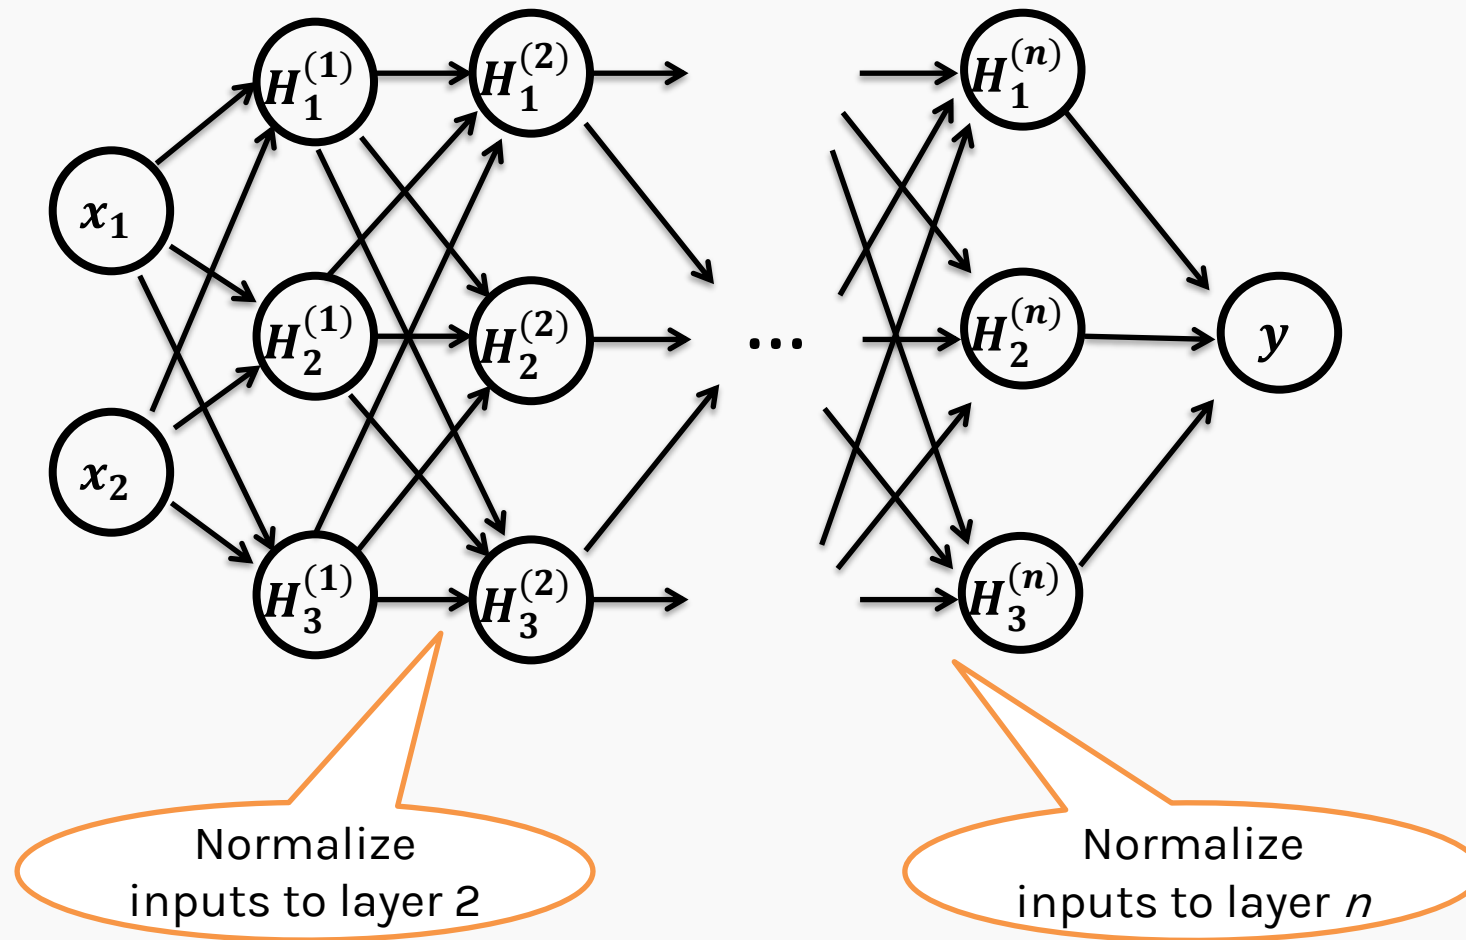 x₁
x₂
H₁⁽¹⁾
H₂⁽¹⁾
H₃⁽¹⁾
H₁⁽²⁾
H₂⁽²⁾
H₃⁽²⁾
...
H₁⁽ⁿ⁾
H₂⁽ⁿ⁾
H₃⁽ⁿ⁾
y
Normalize
inputs to layer 2
Normalize
inputs to layer n